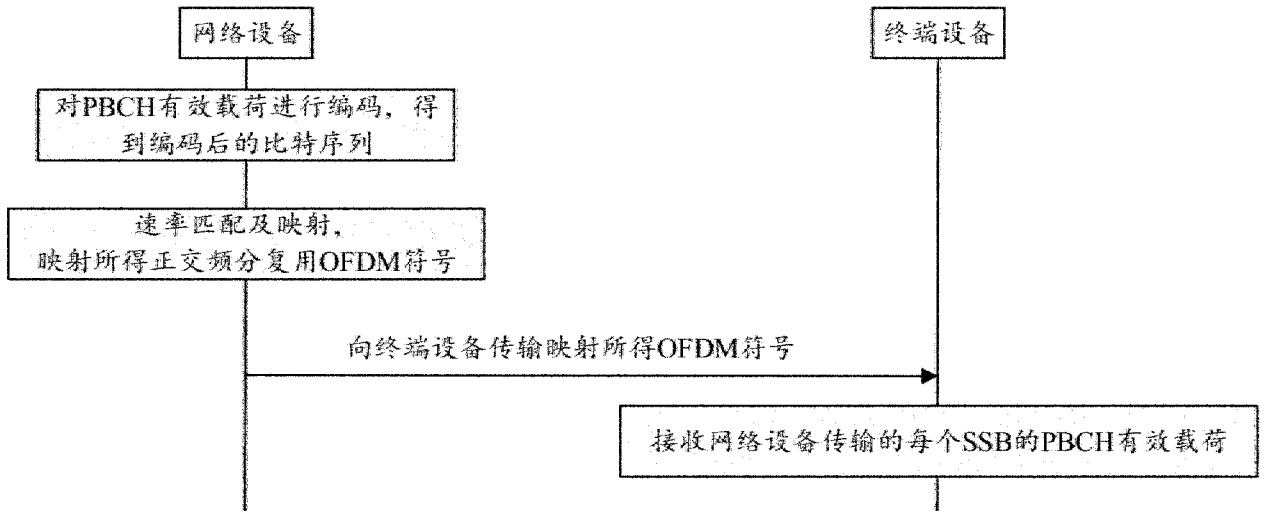 网络设备
终端设备
对PBCH有效载荷进行编码，得
到编码后的比特序列
速率匹配及映射，
映射所得正交频分复用OFDM符号
向终端设备传输映射所得OFDM符号
接收网络设备传输的每个SSB的PBCH有效载荷